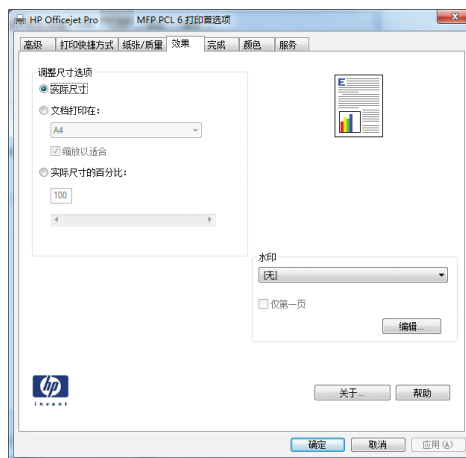 HP Officejet Pro MFP PCL 6 打印首选项
高级 打印快捷方式 纸张/质量 效果 完成 颜色 服务
调整尺寸选项
实际尺寸
文档打印在:
A4
缩放以适合
实际尺寸的百分比:
100
E
水印
[无]
仅第一页
编辑...
hp
invent
关于... 帮助
确定 取消 应用(A)